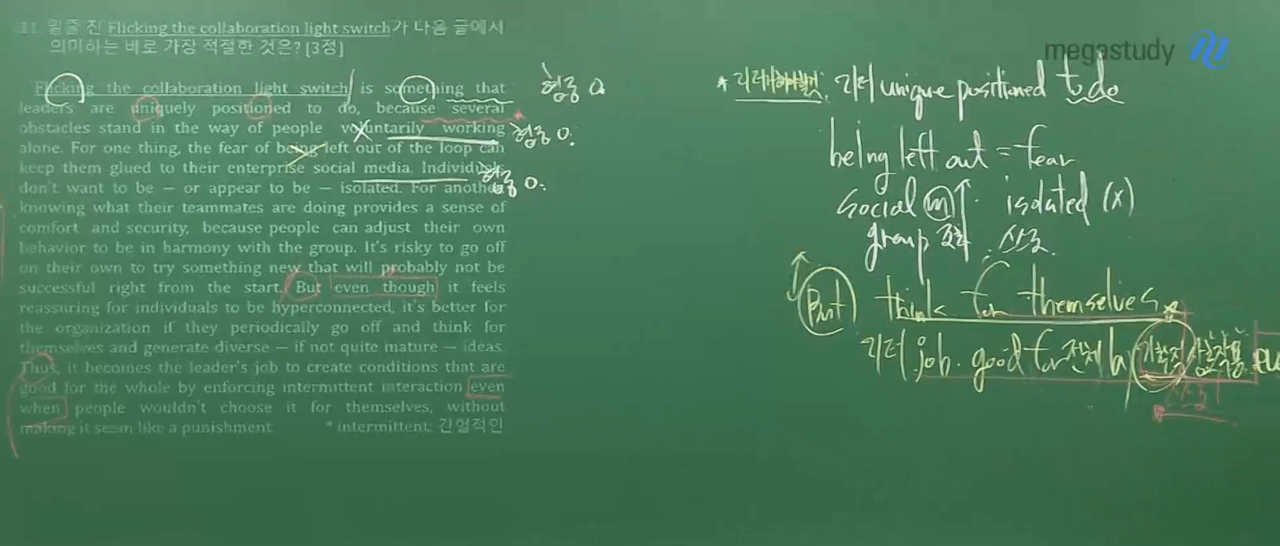 21. 밑줄 친 Flicking the collaboration light switch가 다음 글에서
의미하는 바로 가장 적절한 것은? [3점]
megastudy
Flicking the collaboration light switch is something that
leaders are uniquely positioned to do, because several
obstacles stand in the way of people voluntarily working
alone. For one thing, the fear of being left out of the loop can
keep them glued to their enterprise social media. Individuals
don't want to be — or appear to be — isolated. For another,
knowing what their teammates are doing provides a sense of
comfort and security, because people can adjust their own
behavior to be in harmony with the group. It's risky to go off
on their own to try something new that will probably not be
successful right from the start. But even though it feels
reassuring for individuals to be hyperconnected, it's better for
the organization if they periodically go off and think for
themselves and generate diverse — if not quite mature — ideas.
Thus, it becomes the leader's job to create conditions that are
good for the whole by enforcing intermittent interaction even
when people wouldn't choose it for themselves, without
making it seem like a punishment.
* intermittent: 간헐적인
협동 O.
협동 O.
협동 O.
리더 unique positioned to do
being left out = fear
social m ↑ isolated (x)
group
But think for themselves
리더 job. good for 전체 by 상호작용